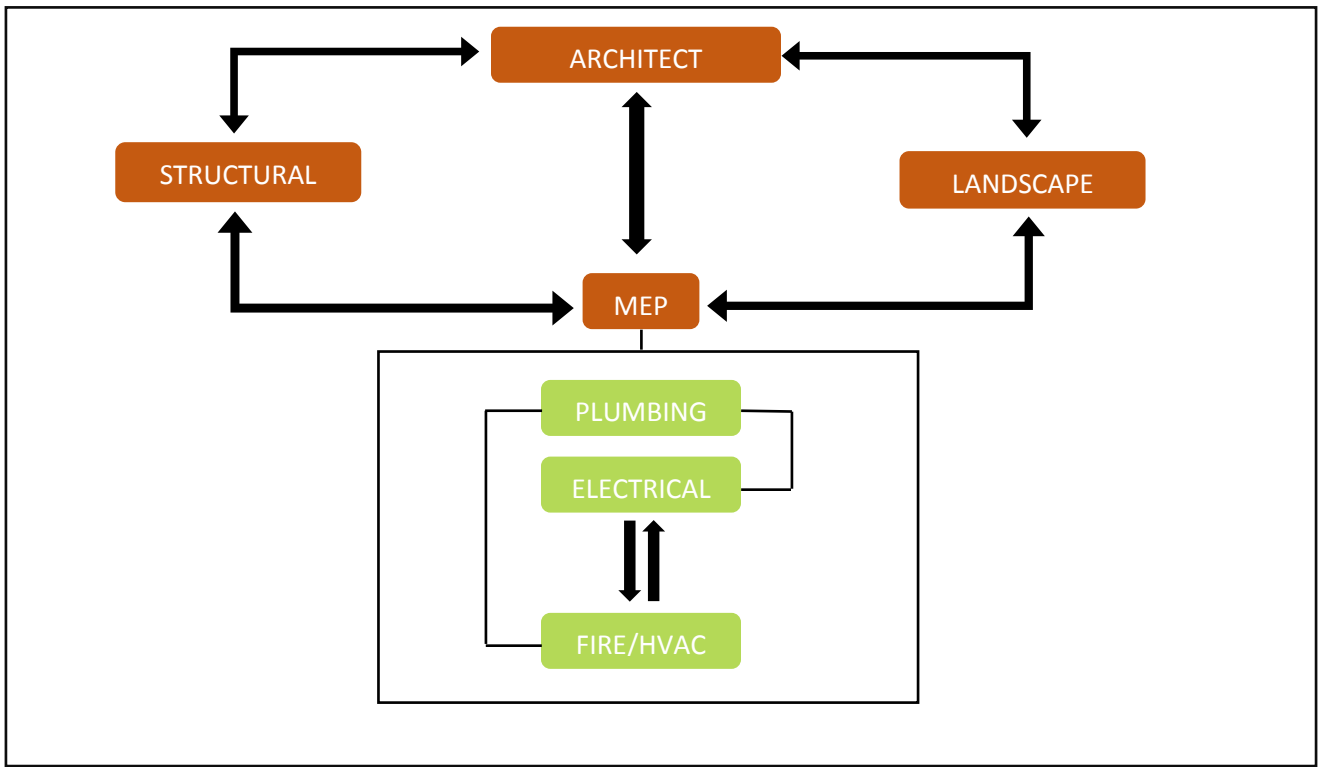 ARCHITECT
STRUCTURAL
LANDSCAPE
MEP
PLUMBING
ELECTRICAL
FIRE/HVAC